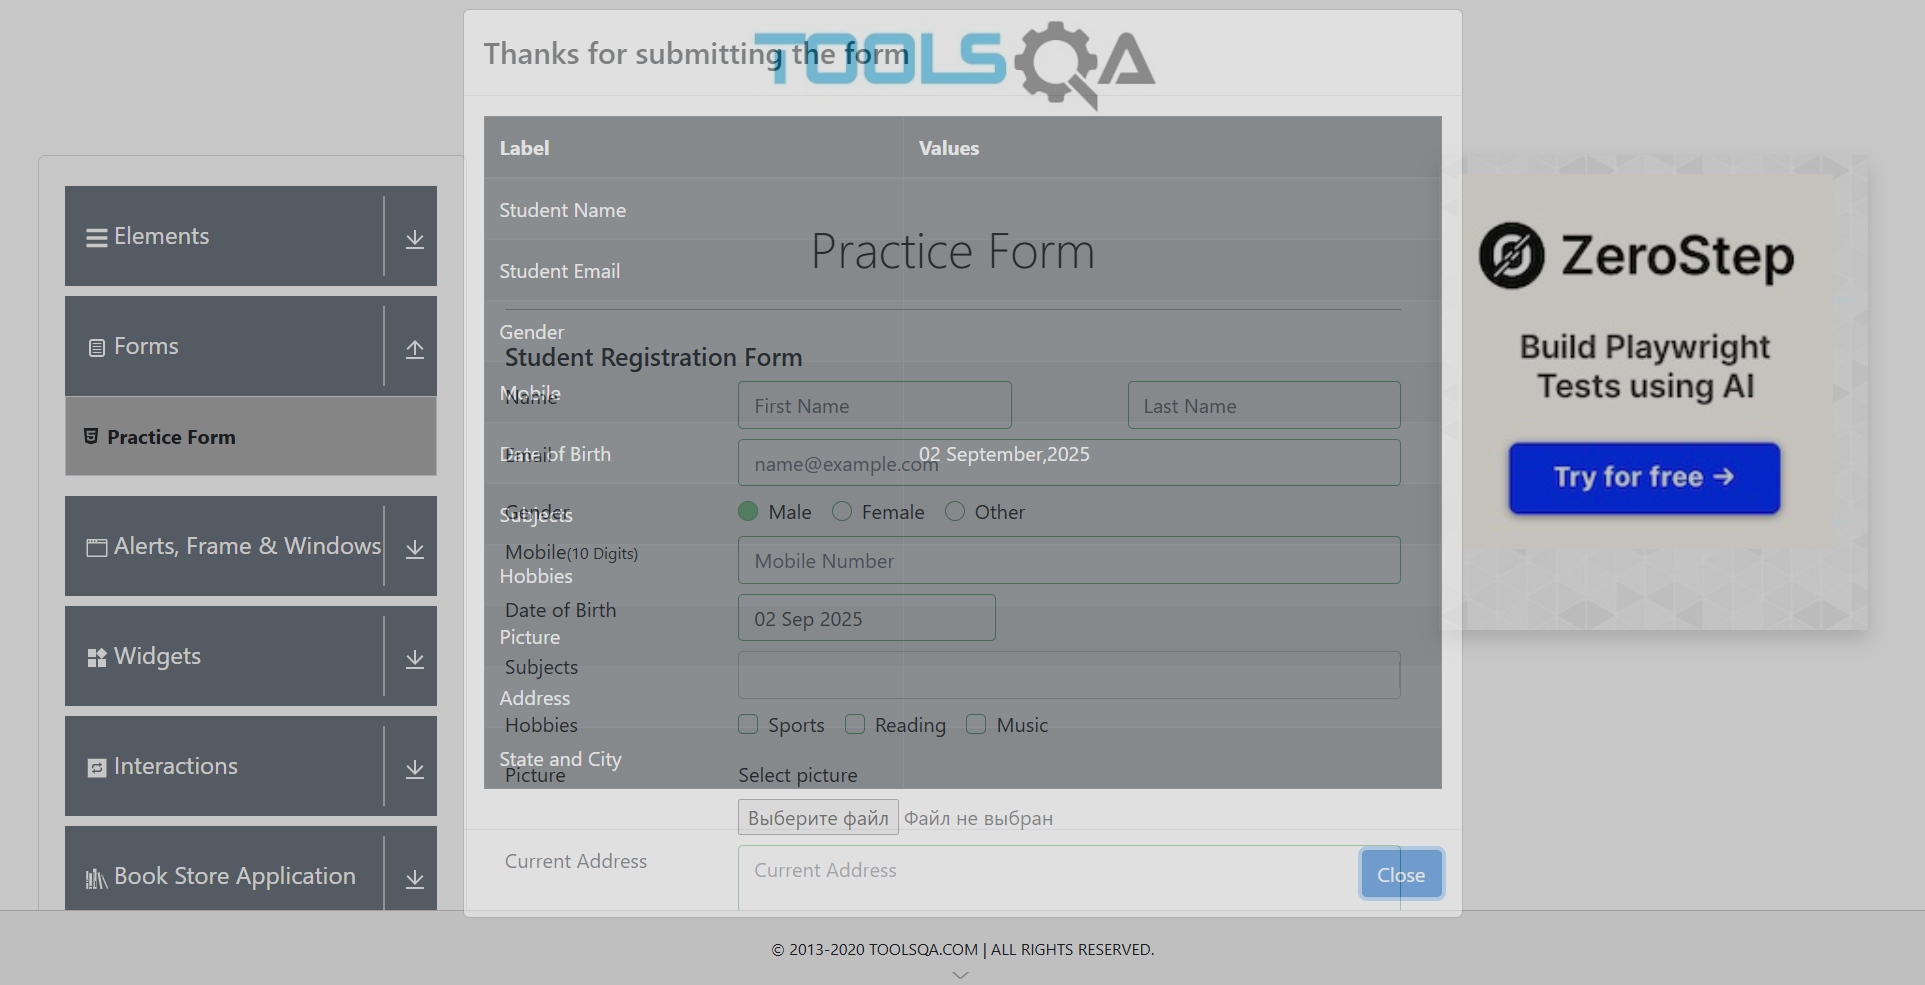 Thanks for submitting the form
TOOLSQA
Label Values
Student Name
Student Email
Gender
Mobile
Date of Birth 02 September,2025
Subjects
Hobbies
Picture
Address
State and City
Close
Practice Form
Student Registration Form
Name First Name Last Name
Email name@example.com
Gender Male Female Other
Mobile(10 Digits) Mobile Number
Date of Birth 02 Sep 2025
Subjects
Hobbies Sports Reading Music
Picture Select picture
Выберите файл Файл не выбран
Current Address Current Address
Elements
Forms
Practice Form
Alerts, Frame & Windows
Widgets
Interactions
Book Store Application
ZeroStep
Build Playwright
Tests using AI
Try for free →
© 2013-2020 TOOLSQA.COM | ALL RIGHTS RESERVED.